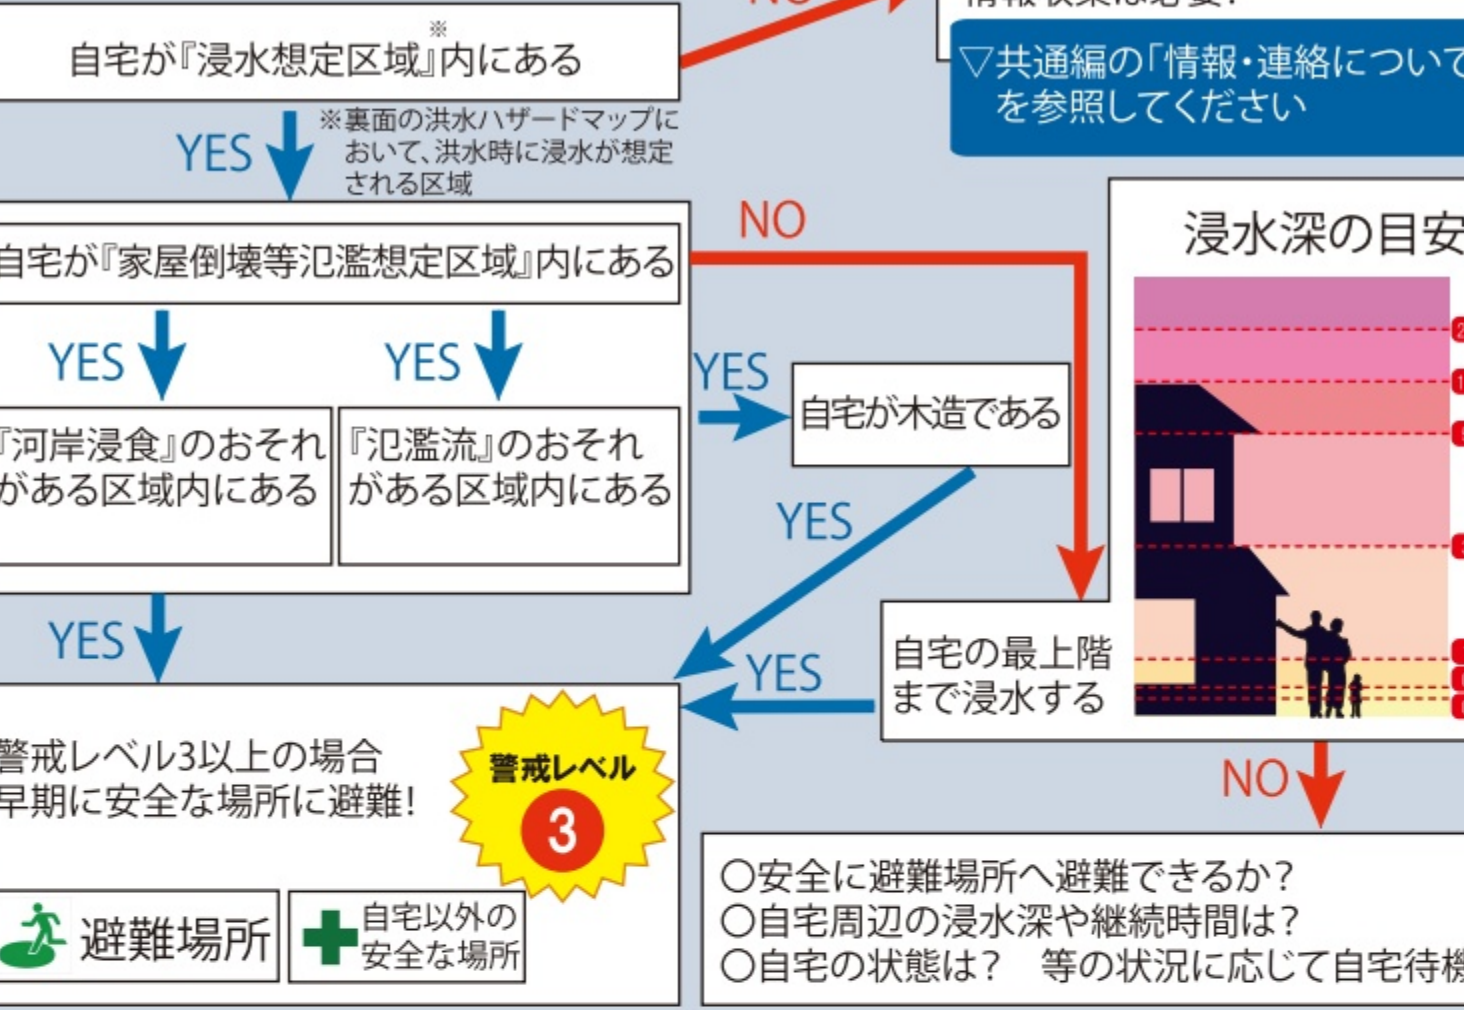 NO
※
自宅が『浸水想定区域』内にある
▽共通編の「情報・連絡について
を参照してください
YES
※裏面の洪水ハザードマップに
おいて、洪水時に浸水が想定
される区域
NO
自宅が『家屋倒壊等氾濫想定区域』内にある
浸水深の目安
YES
YES
YES
自宅が木造である
『河岸浸食』のおそれ
がある区域内にある
『氾濫流』のおそれ
がある区域内にある
YES
YES
YES
自宅の最上階
まで浸水する
警戒レベル3以上の場合
早期に安全な場所に避難!
警戒レベル
3
NO
避難場所
自宅以外の
安全な場所
○安全に避難場所へ避難できるか?
○自宅周辺の浸水深や継続時間は?
○自宅の状態は? 等の状況に応じて自宅待機